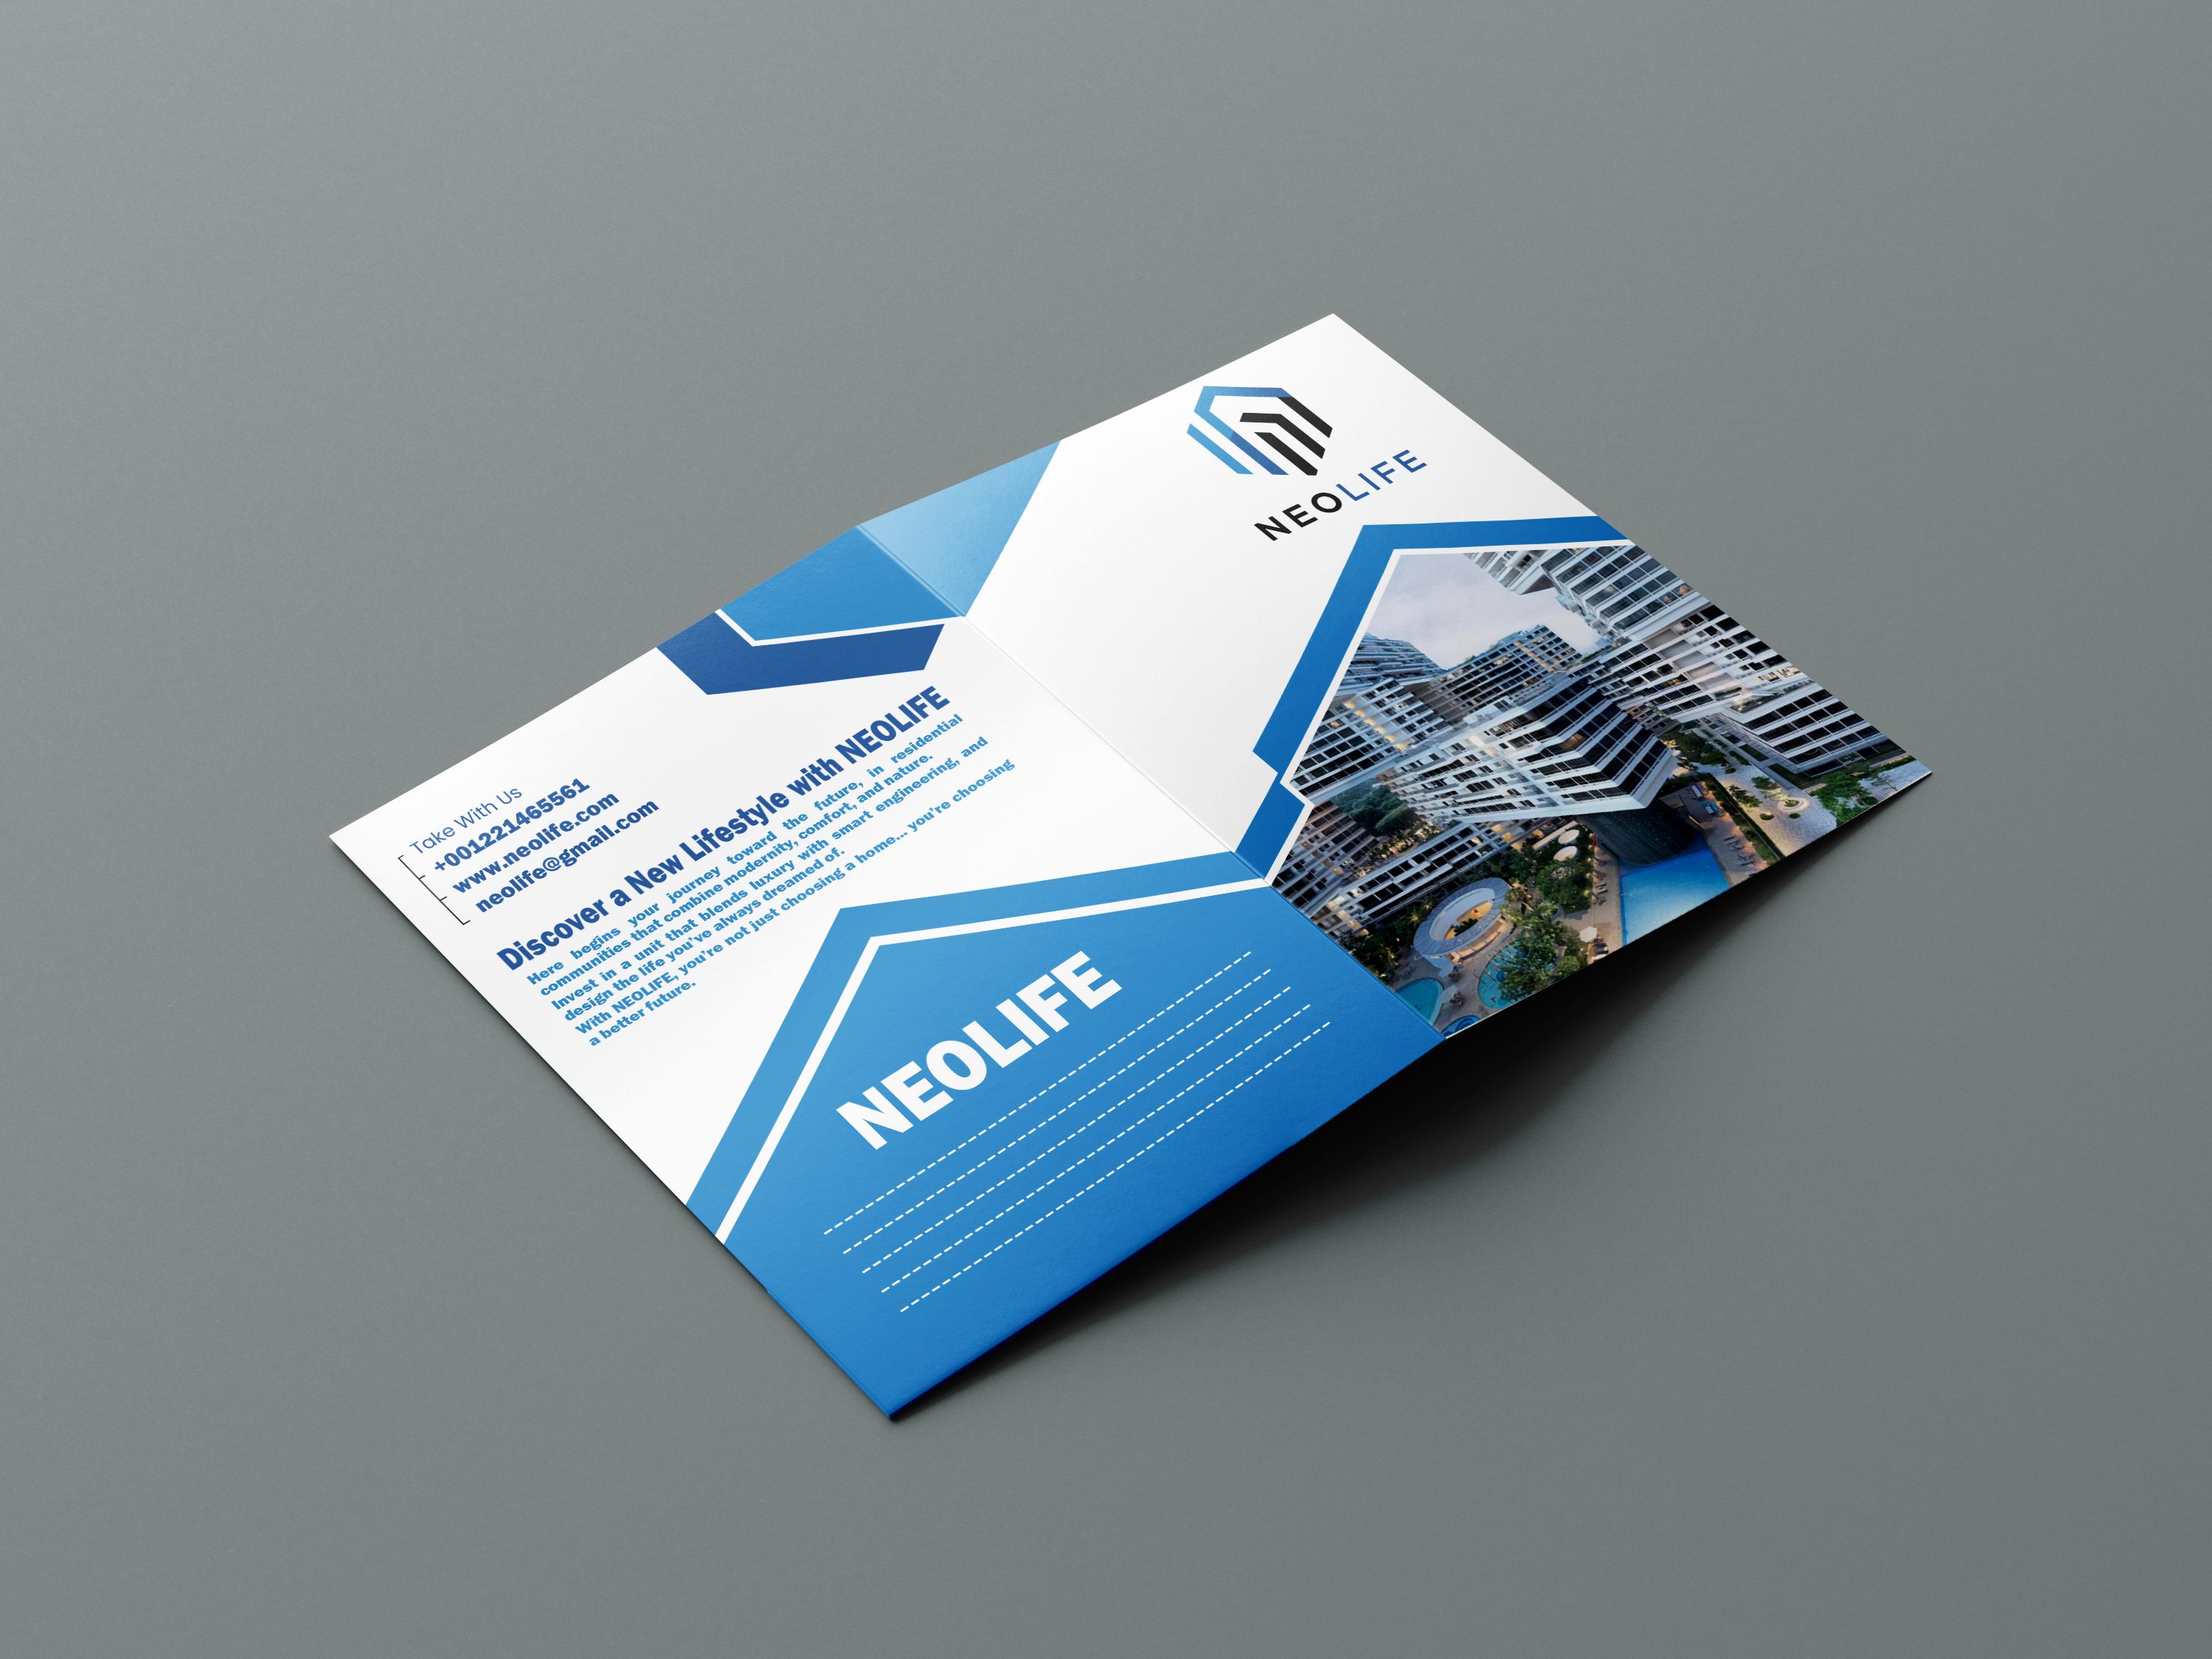 Take With Us
+001221465561
www.neolife.com
neolife@gmail.com
Discover a New Lifestyle with NEOLIFE
Here begins your journey toward the future, in residential
communities that combine modernity, comfort, and nature.
Invest in a unit that blends luxury with smart engineering, and
design the life you've always dreamed of.
With NEOLIFE, you're not just choosing a home... you're choosing
a better future.
NEOLIFE
NEOLIFE